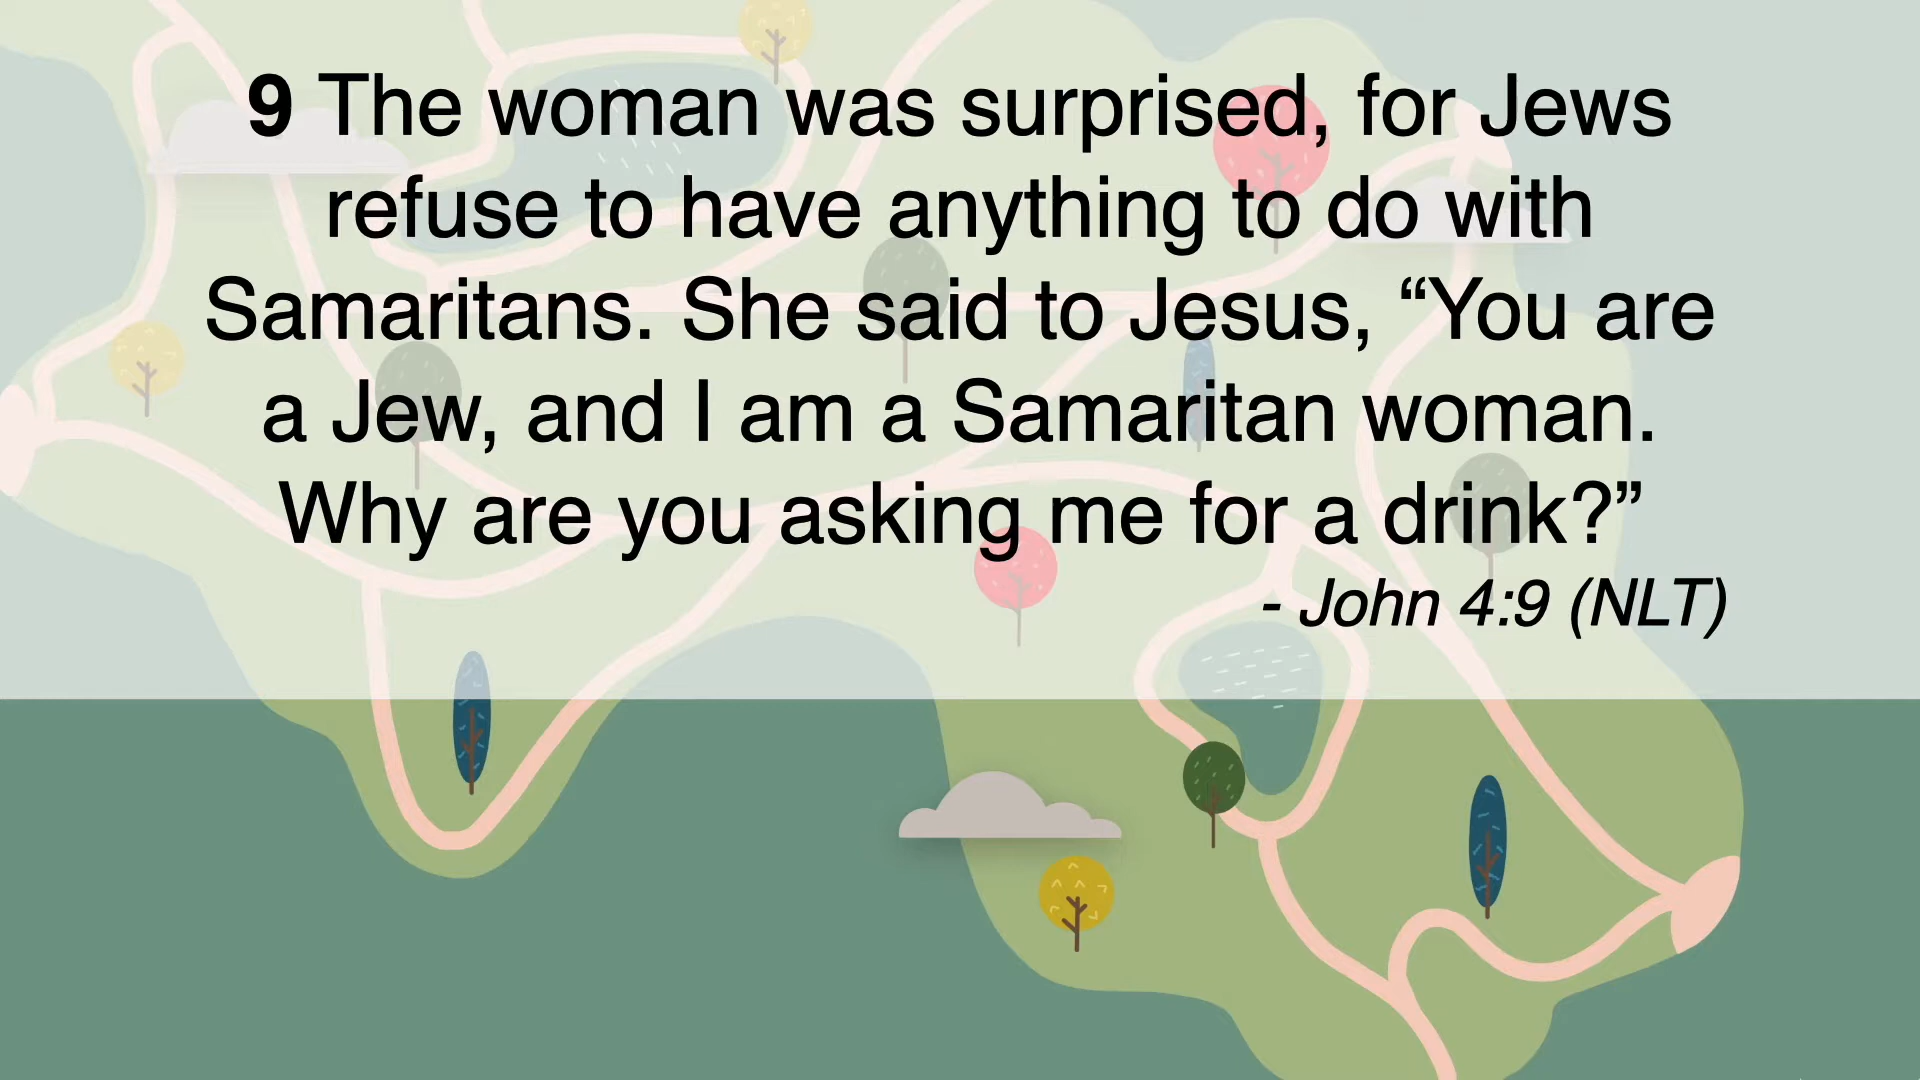 9 The woman was surprised, for Jews
refuse to have anything to do with
Samaritans. She said to Jesus, “You are
a Jew, and I am a Samaritan woman.
Why are you asking me for a drink?”
- John 4:9 (NLT)